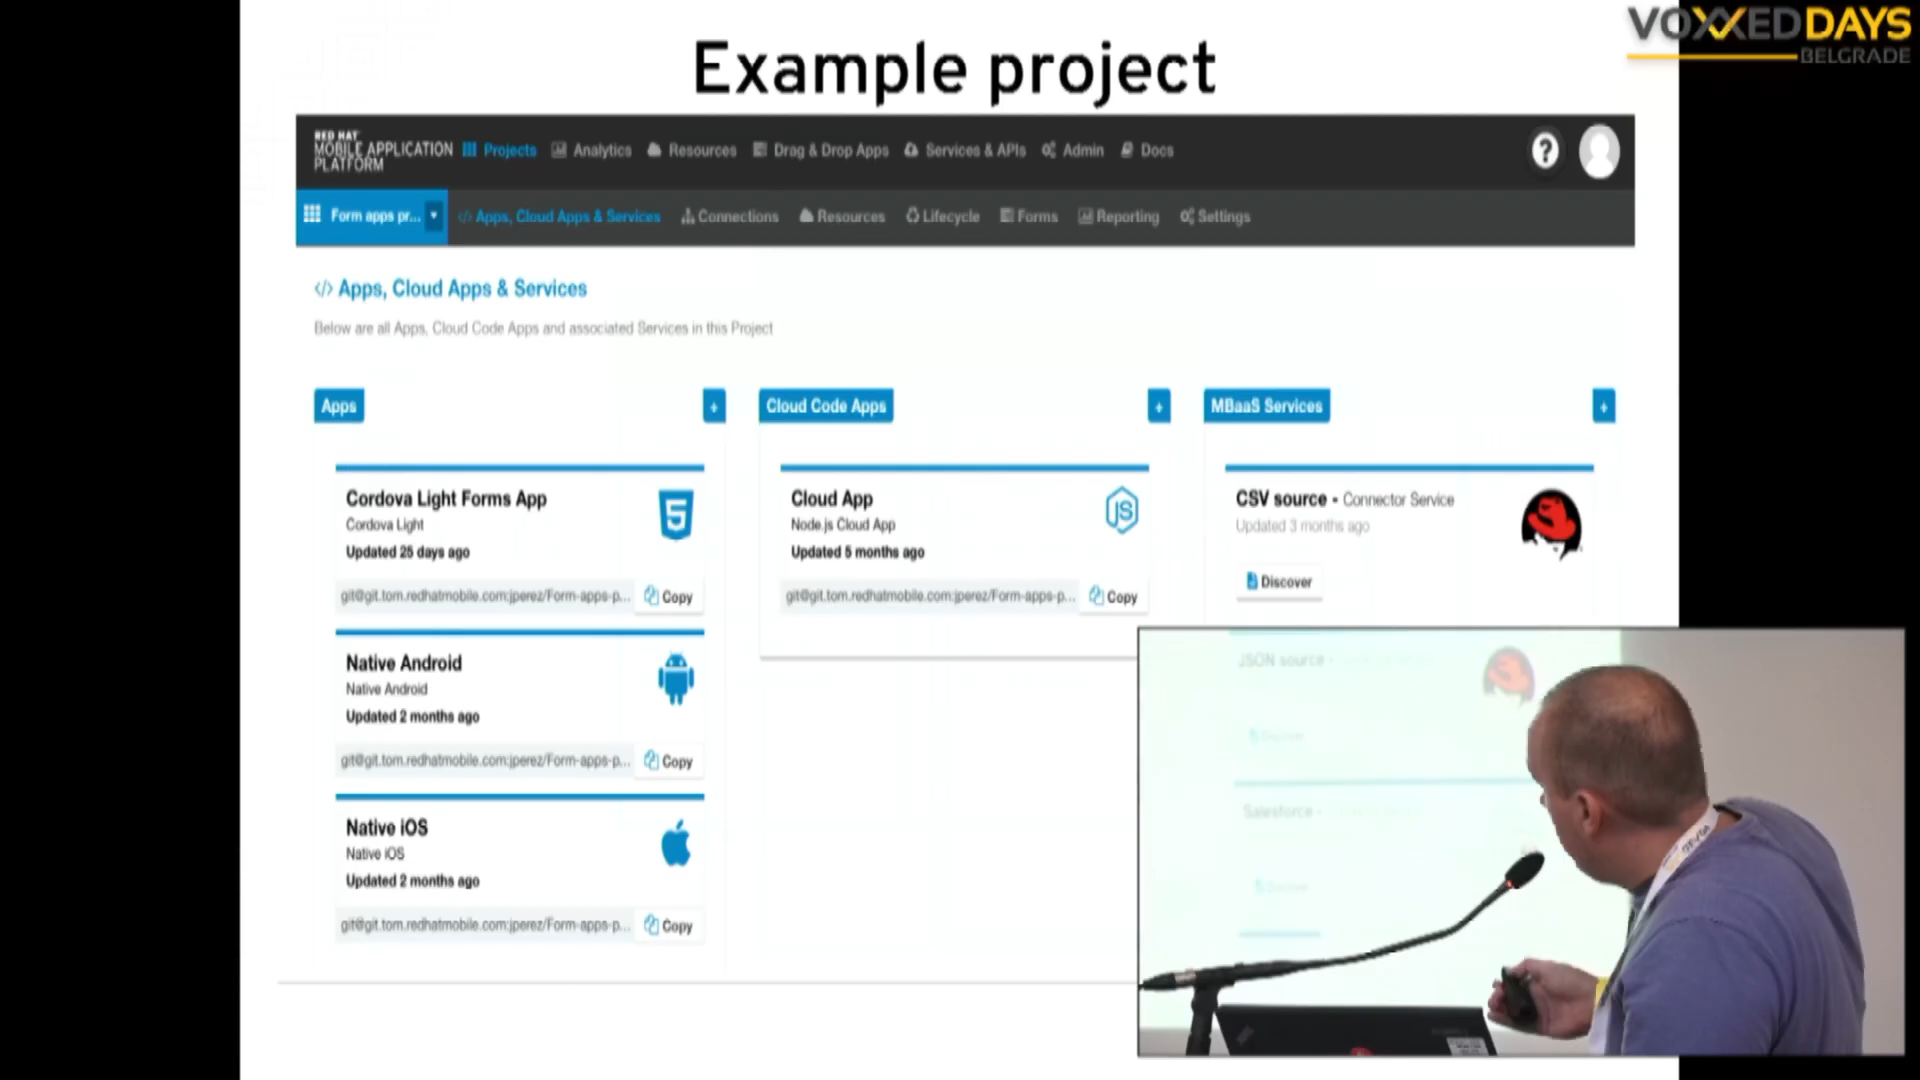 VOXXED DAYS
BELGRADE
Example project
RED HAT
MOBILE APPLICATION
PLATFORM
Projects Analytics Resources Drag & Drop Apps Services & APIs Admin Docs
?
Form apps pr... </> Apps, Cloud Apps & Services Connections Resources Lifecycle Forms Reporting Settings
</> Apps, Cloud Apps & Services
Below are all Apps, Cloud Code Apps and associated Services in this Project
Apps + Cloud Code Apps + MBaaS Services +
Cordova Light Forms App
Cordova Light
Updated 25 days ago
git@git.tom.redhatmobile.com:jperez/Form-apps-p... Copy
Native Android
Native Android
Updated 2 months ago
git@git.tom.redhatmobile.com:jperez/Form-apps-p... Copy
Native iOS
Native iOS
Updated 2 months ago
git@git.tom.redhatmobile.com:jperez/Form-apps-p... Copy
Cloud App
Node.js Cloud App
Updated 5 months ago
git@git.tom.redhatmobile.com:jperez/Form-apps-p... Copy
CSV source - Connector Service
Updated 3 months ago
Discover
JSON source -
Discover
Salesforce -
Discover